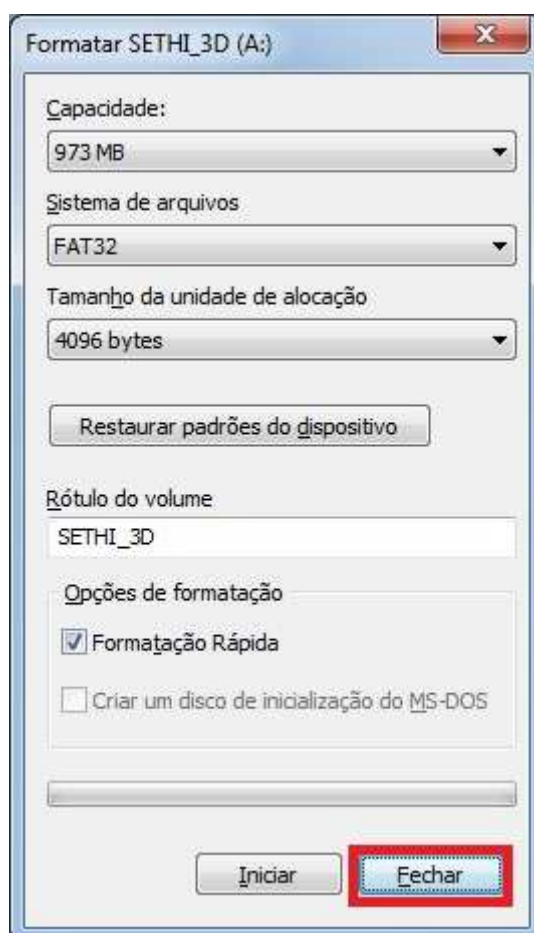 Formatar SETHI_3D (A:)
Capacidade:
973 MB
Sistema de arquivos
FAT32
Tamanho da unidade de alocação
4096 bytes
Restaurar padrões do dispositivo
Rótulo do volume
SETHI_3D
Opções de formatação
Formatação Rápida
Criar um disco de inicialização do MS-DOS
Iniciar Fechar